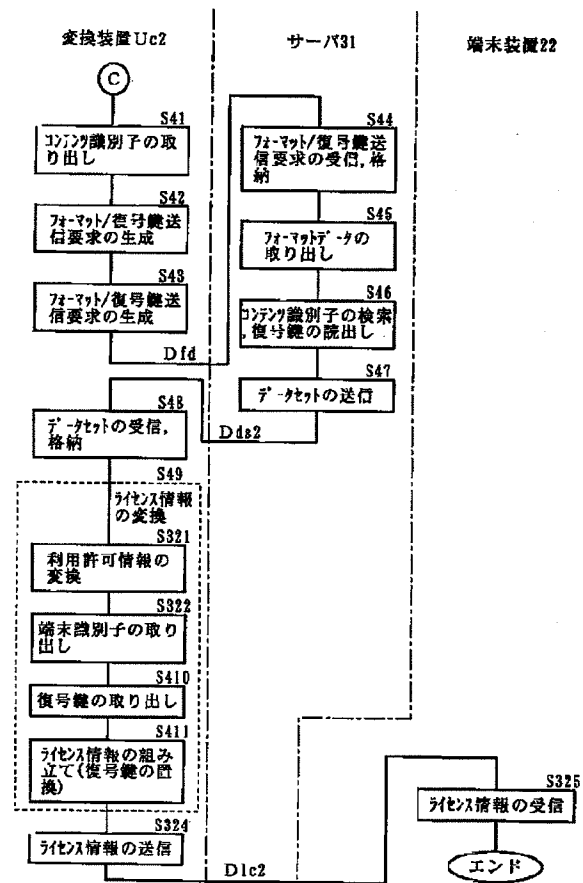 変換装置Uc2
サーバ31
端末装置22
C
S41
コンテンツ識別子の取
り出し
S42
フォーマット/復号鍵送
信要求の生成
S43
フォーマット/復号鍵送
信要求の生成
Dfd
S44
フォーマット/復号鍵送
信要求の受信,格
納
S45
フォーマットデータの
取り出し
S46
コンテンツ識別子の検索
,復号鍵の読出し
S47
データセットの送信
Dds2
S48
データセットの受信,
格納
S49
ライセンス情報
の変換
S321
利用許可情報の
変換
S322
端末識別子の取り
出し
S410
復号鍵の取り出し
S411
ライセンス情報の組み
立て(復号鍵の置
換)
S324
ライセンス情報の送信
Dlc2
S325
ライセンス情報の受信
エンド